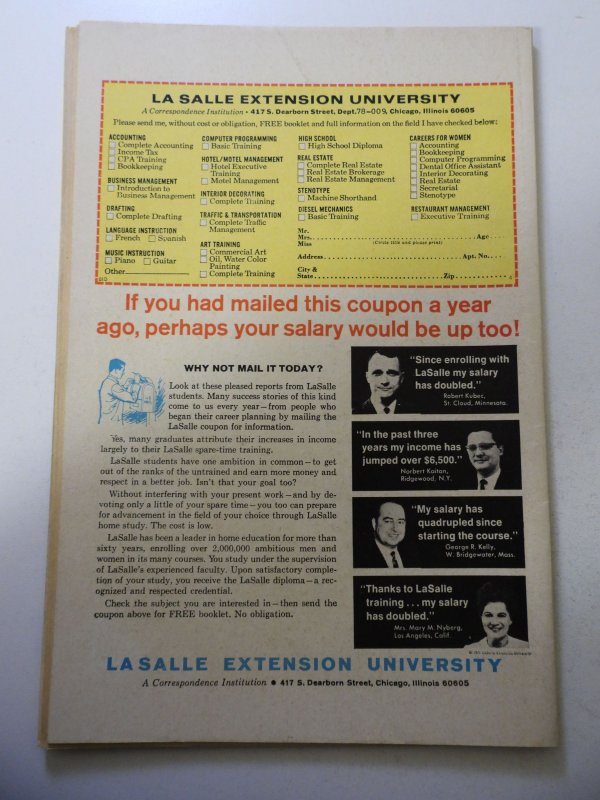 LA SALLE EXTENSION UNIVERSITY
A Correspondence Institution • 417 S. Dearborn Street, Dept. 78-009, Chicago, Illinois 60605
Please send me, without cost or obligation, FREE booklet and full information on the field I have checked below:
ACCOUNTING
Complete Accounting
Income Tax
CPA Training
Bookkeeping
BUSINESS MANAGEMENT
Introduction to
Business Management
DRAFTING
Complete Drafting
LANGUAGE INSTRUCTION
French Spanish
MUSIC INSTRUCTION
Piano Guitar
Other
COMPUTER PROGRAMMING
Basic Training
HOTEL/MOTEL MANAGEMENT
Hotel Executive
Training
Motel Management
INTERIOR DECORATING
Complete Training
TRAFFIC & TRANSPORTATION
Complete Traffic
Management
ART TRAINING
Commercial Art
Oil, Water Color
Painting
Complete Training
HIGH SCHOOL
High School Diploma
REAL ESTATE
Complete Real Estate
Real Estate Brokerage
Real Estate Management
STENOTYPE
Machine Shorthand
DIESEL MECHANICS
Basic Training
CAREERS FOR WOMEN
Accounting
Bookkeeping
Computer Programming
Dental Office Assistant
Interior Decorating
Real Estate
Secretarial
Stenotype
RESTAURANT MANAGEMENT
Executive Training
Mr.
Mrs. Age
Miss (Circle title and please print)
Address Apt. No.
City &
State Zip
If you had mailed this coupon a year
ago, perhaps your salary would be up too!
WHY NOT MAIL IT TODAY?
Look at these pleased reports from LaSalle
students. Many success stories of this kind
come to us every year—from people who
began their career planning by mailing the
LaSalle coupon for information.
Yes, many graduates attribute their increases in income
largely to their LaSalle spare-time training.
LaSalle students have one ambition in common—to get
out of the ranks of the untrained and earn more money and
respect in a better job. Isn't that your goal too?
Without interfering with your present work—and by de-
voting only a little of your spare time—you too can prepare
for advancement in the field of your choice through LaSalle
home study. The cost is low.
LaSalle has been a leader in home education for more than
sixty years, enrolling over 2,000,000 ambitious men and
women in its many courses. You study under the supervision
of LaSalle's experienced faculty. Upon satisfactory comple-
tion of your study, you receive the LaSalle diploma—a rec-
ognized and respected credential.
Check the subject you are interested in—then send the
coupon above for FREE booklet. No obligation.
"Since enrolling with
LaSalle my salary
has doubled."
Robert Kubec,
St. Cloud, Minnesota.
"In the past three
years my income has
jumped over $6,500."
Norbert Kaitan,
Ridgewood, N.Y.
"My salary has
quadrupled since
starting the course."
George R. Kelly,
W. Bridgewater, Mass.
"Thanks to LaSalle
training . . . my salary
has doubled."
Mrs. Mary M. Nyberg,
Los Angeles, Calif.
LA SALLE EXTENSION UNIVERSITY
A Correspondence Institution • 417 S. Dearborn Street, Chicago, Illinois 60605